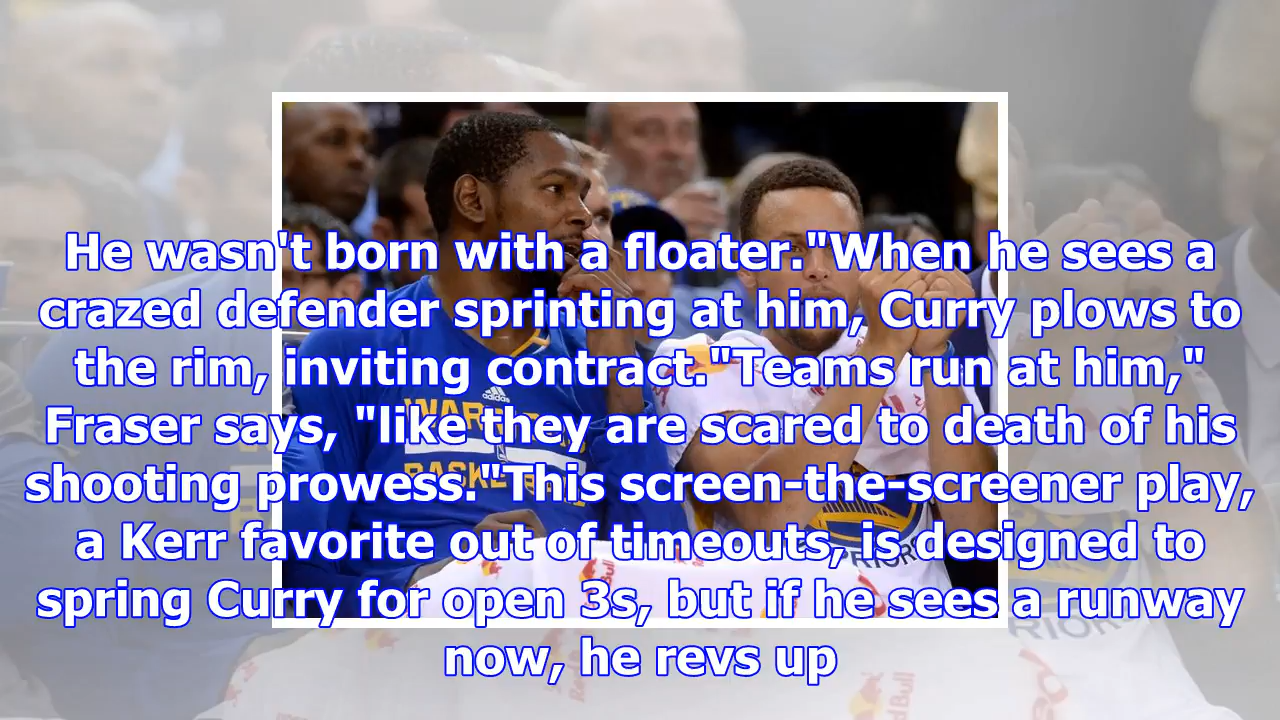 He wasn't born with a floater."When he sees a
crazed defender sprinting at him, Curry plows to
the rim, inviting contract."Teams run at him,"
Fraser says, "like they are scared to death of his
shooting prowess."This screen-the-screener play,
a Kerr favorite out of timeouts, is designed to
spring Curry for open 3s, but if he sees a runway
now, he revs up
adidas